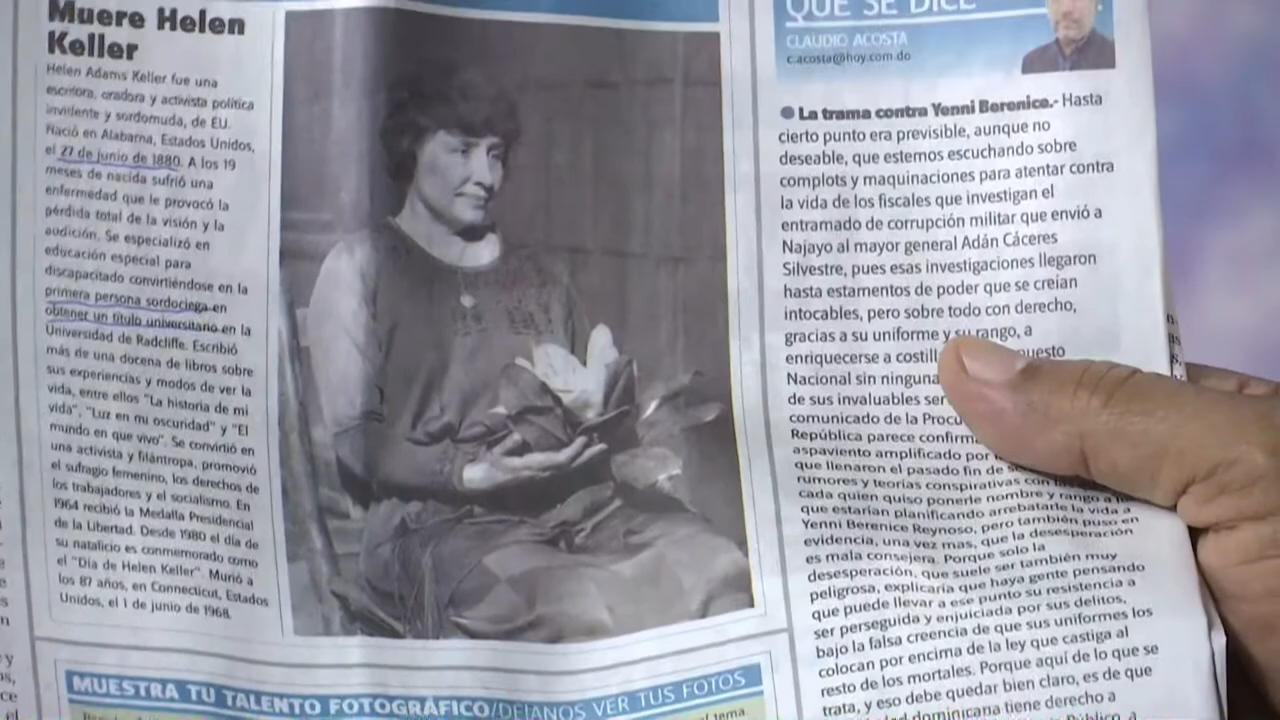 Muere Helen
Keller
Helen Adams Keller fue una
escritora, oradora y activista política
invidente y sordomuda, de EU.
Nació en Alabama, Estados Unidos,
el 27 de junio de 1880. A los 19
meses de nacida sufrió una
enfermedad que le provocó la
pérdida total de la visión y la
audición. Se especializó en
educación especial para
discapacitado convirtiéndose en la
primera persona sordociega en
obtener un título universitario en la
Universidad de Radcliffe. Escribió
más de una docena de libros sobre
sus experiencias y modos de ver la
vida, entre ellos "La historia de mi
vida", "Luz en mi oscuridad" y "El
mundo en que vivo". Se convirtió en
una activista y filántropa, promovió
el sufragio femenino, los derechos de
los trabajadores y el socialismo. En
1964 recibió la Medalla Presidencial
de la Libertad. Desde 1980 el día de
su natalicio es conmemorado como
el "Día de Helen Keller". Murió a
los 87 años, en Connecticut, Estados
Unidos, el 1 de junio de 1968.
MUESTRA TU TALENTO FOTOGRÁFICO/DEJANOS VER TUS FOTOS
tema.
QUE SE DICE
CLAUDIO ACOSTA
c.acosta@hoy.com.do
La trama contra Yenni Berenice.- Hasta
cierto punto era previsible, aunque no
deseable, que estemos escuchando sobre
complots y maquinaciones para atentar contra
la vida de los fiscales que investigan el
entramado de corrupción militar que envió a
Najayo al mayor general Adán Cáceres
Silvestre, pues esas investigaciones llegaron
hasta estamentos de poder que se creían
intocables, pero sobre todo con derecho,
gracias a su uniforme y su rango, a
enriquecerse a
Nacional sin
de sus invaluables
comunicado de la
República parece
aspaviento amplificado por
que llenaron el pasado fin de
rumores y teorías conspirativas con
cada quien quiso ponerle nombre y rango a
que estarían planificando arrebatarle la vida a
Yenni Berenice Reynoso, pero también puso en
evidencia, una vez mas, que la desesperación
es mala consejera. Porque solo la
desesperación, que suele ser también muy
peligrosa, explicaría que haya gente pensando
que puede llevar a ese punto su resistencia a
ser perseguida y enjuiciada por sus delitos,
bajo la falsa creencia de que sus uniformes los
colocan por encima de la ley que castiga al
resto de los mortales. Porque aquí de lo que se
trata, y eso debe quedar bien claro, es de que
dominicana tiene derecho a